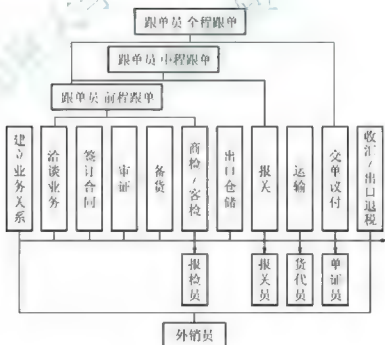 跟单员 全程跟单
跟单员 中程跟单
跟单员 前程跟单
建立业务关系
洽谈业务
签订合同
审证
备货
商检/客检
出口仓储
报关
运输
交单议付
收汇/出口退税
报检员
报关员
货代员
单证员
外销员